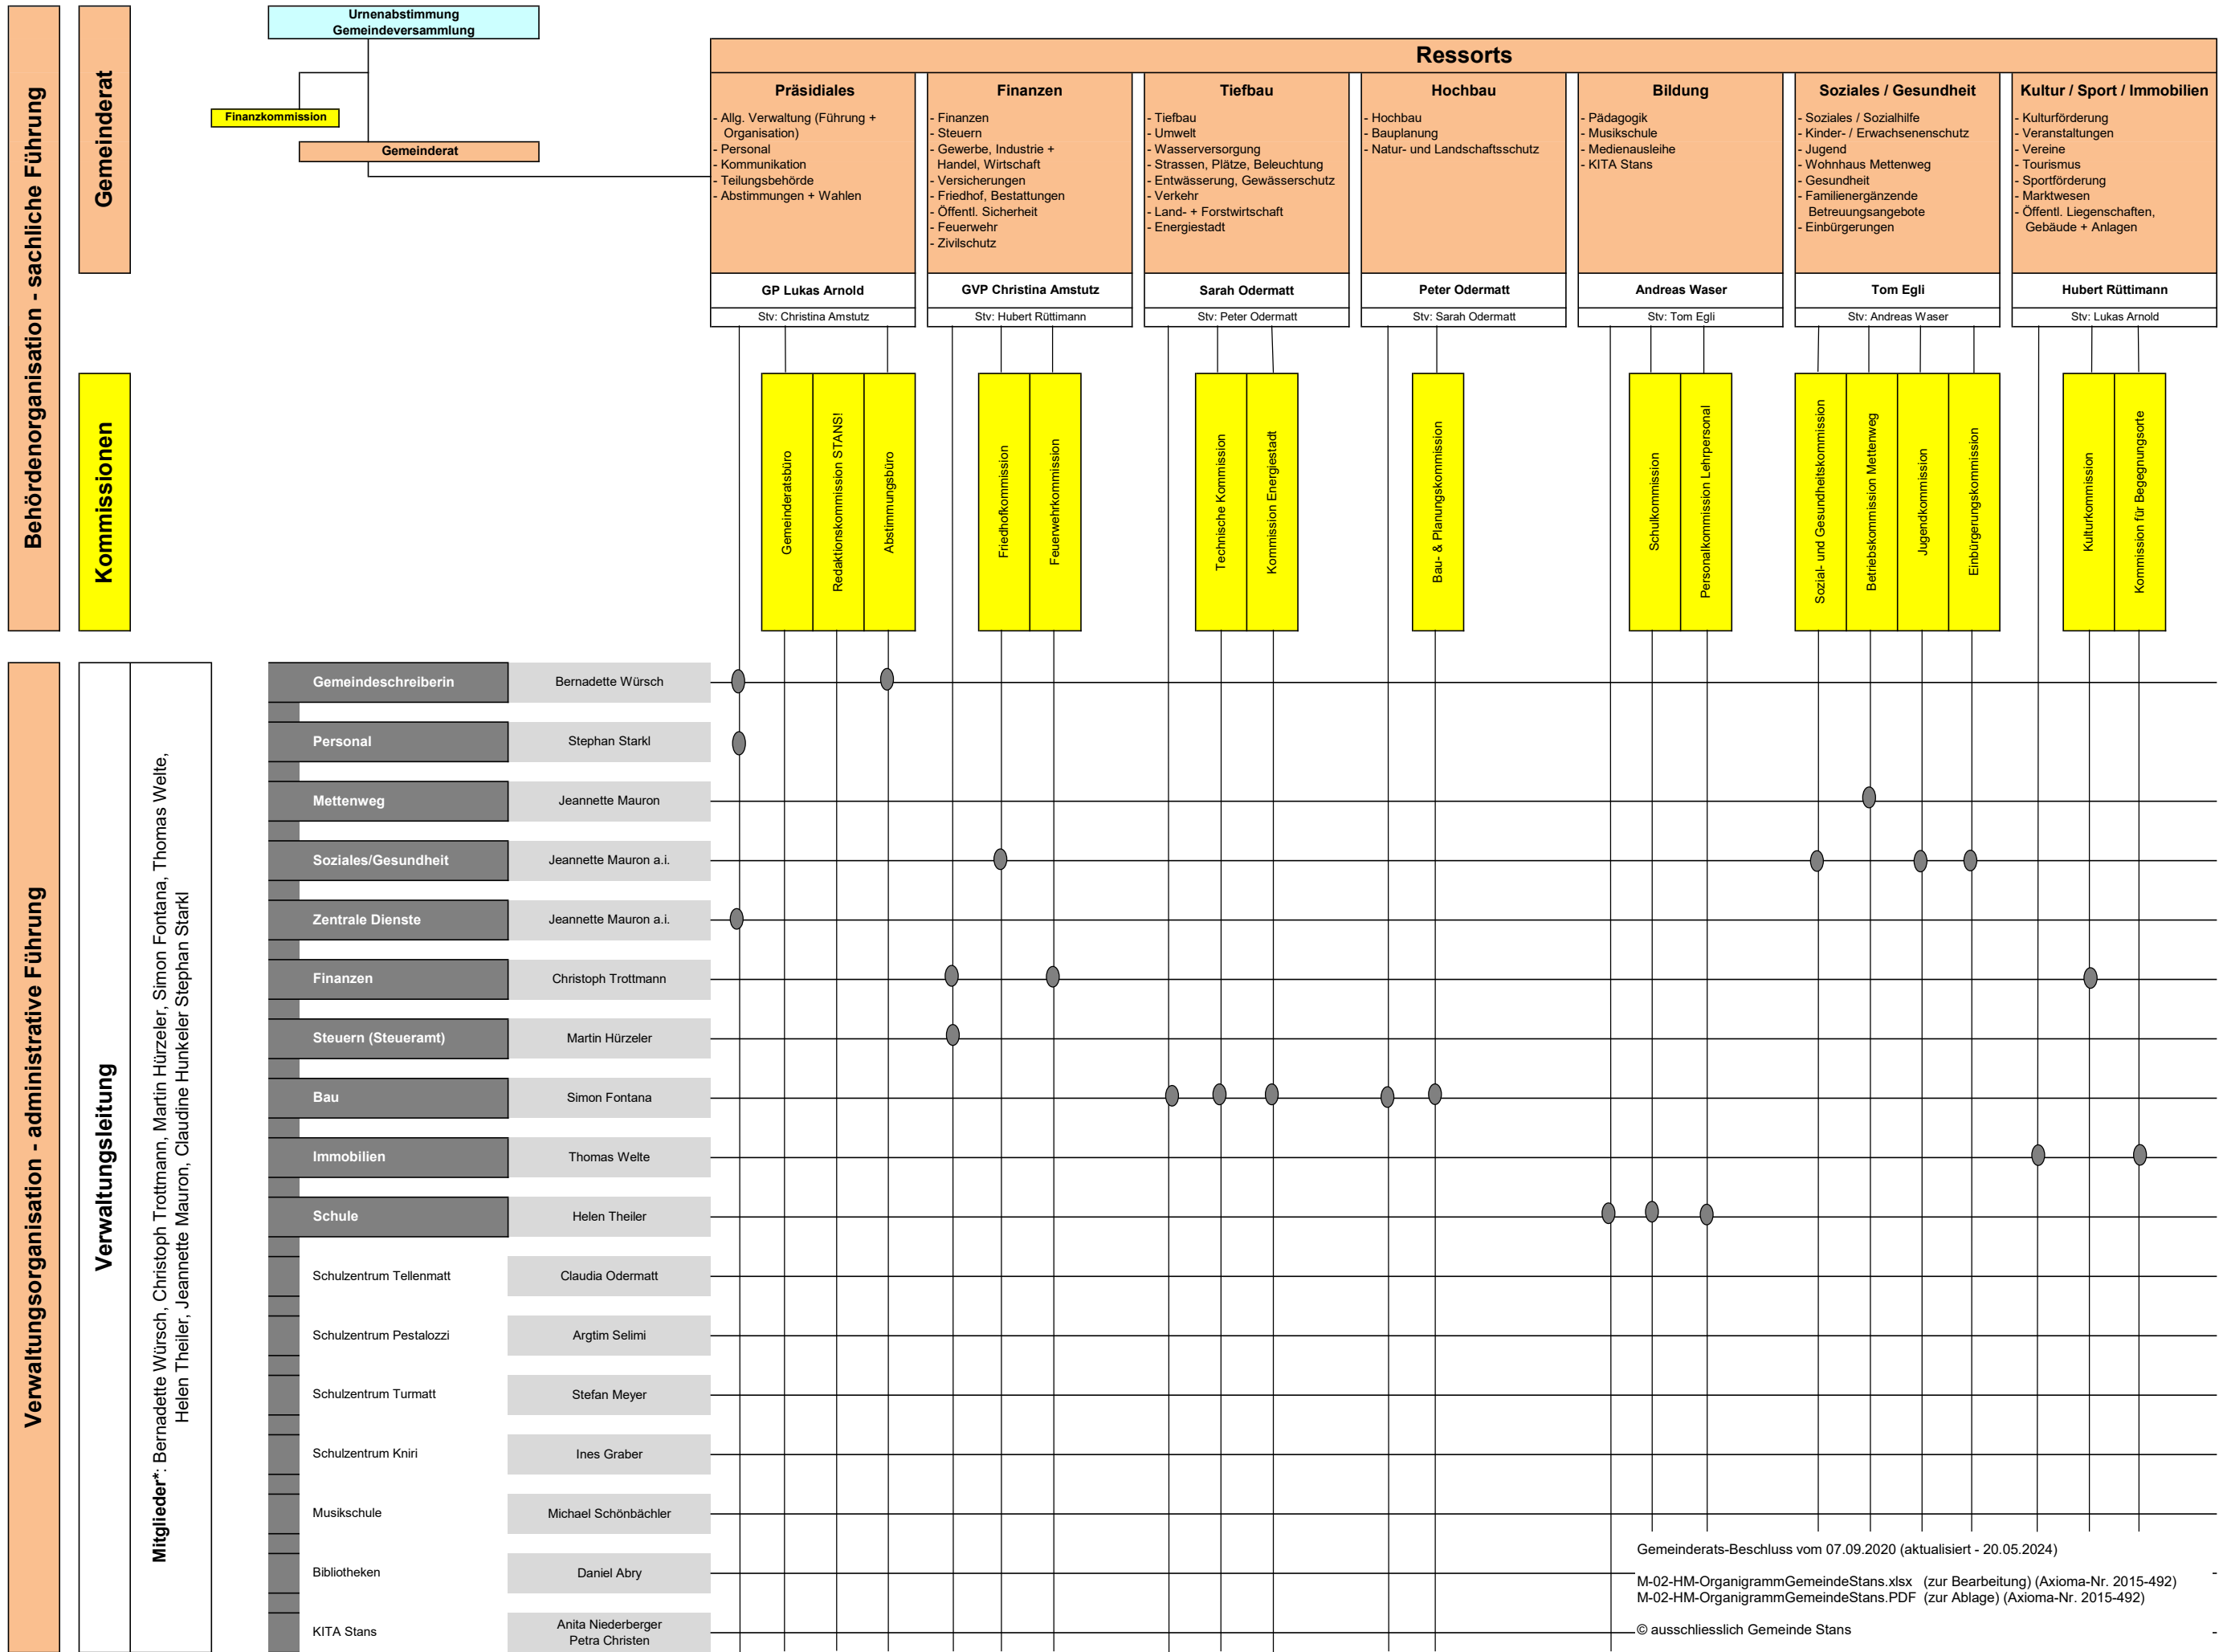 Behördenorganisation - sachliche Führung
Gemeinderat
Urnenabstimmung
Gemeindeversammlung
Finanzkommission
Gemeinderat
Ressorts
Präsidiales
- Allg. Verwaltung (Führung +
Organisation)
- Personal
- Kommunikation
- Teilungsbehörde
- Abstimmungen + Wahlen
GP Lukas Arnold
Stv: Christina Amstutz
Finanzen
- Finanzen
- Steuern
- Gewerbe, Industrie +
Handel, Wirtschaft
- Versicherungen
- Friedhof, Bestattungen
- Öffentl. Sicherheit
- Feuerwehr
- Zivilschutz
GVP Christina Amstutz
Stv: Hubert Rüttimann
Tiefbau
- Tiefbau
- Umwelt
- Wasserversorgung
- Strassen, Plätze, Beleuchtung
- Entwässerung, Gewässerschutz
- Verkehr
- Land- + Forstwirtschaft
- Energiestadt
Sarah Odermatt
Stv: Peter Odermatt
Hochbau
- Hochbau
- Bauplanung
- Natur- und Landschaftsschutz
Peter Odermatt
Stv: Sarah Odermatt
Bildung
- Pädagogik
- Musikschule
- Medienausleihe
- KITA Stans
Andreas Waser
Stv: Tom Egli
Soziales / Gesundheit
- Soziales / Sozialhilfe
- Kinder- / Erwachsenenschutz
- Jugend
- Wohnhaus Mettenweg
- Gesundheit
- Familienergänzende
Betreuungsangebote
- Einbürgerungen
Tom Egli
Stv: Andreas Waser
Kultur / Sport / Immobilien
- Kulturförderung
- Veranstaltungen
- Vereine
- Tourismus
- Sportförderung
- Marktwesen
- Öffentl. Liegenschaften,
Gebäude + Anlagen
Hubert Rüttimann
Stv: Lukas Arnold
Kommissionen
Gemeinderatsbüro
Redaktionskommission STANS!
Abstimmungsbüro
Friedhofkommission
Feuerwehrkommission
Technische Kommission
Kommission Energiestadt
Bau- & Planungskommission
Schulkommission
Personalkommission Lehrpersonal
Sozial- und Gesundheitskommission
Betriebskommission Mettenweg
Jugendkommission
Einbürgerungskommission
Kulturkommission
Kommission für Begegnungsorte
Verwaltungsorganisation - administrative Führung
Verwaltungsleitung
Mitglieder*: Bernadette Würsch, Christoph Trottmann, Martin Hürzeler, Simon Fontana, Thomas Welte,
Helen Theiler, Jeannette Mauron, Claudine Hunkeler Stephan Starkl
Gemeindeschreiberin Bernadette Würsch
Personal Stephan Starkl
Mettenweg Jeannette Mauron
Soziales/Gesundheit Jeannette Mauron a.i.
Zentrale Dienste Jeannette Mauron a.i.
Finanzen Christoph Trottmann
Steuern (Steueramt) Martin Hürzeler
Bau Simon Fontana
Immobilien Thomas Welte
Schule Helen Theiler
Schulzentrum Tellenmatt Claudia Odermatt
Schulzentrum Pestalozzi Argtim Selimi
Schulzentrum Turmatt Stefan Meyer
Schulzentrum Kniri Ines Graber
Musikschule Michael Schönbächler
Bibliotheken Daniel Abry
KITA Stans Anita Niederberger
Petra Christen
Gemeinderats-Beschluss vom 07.09.2020 (aktualisiert - 20.05.2024)
M-02-HM-OrganigrammGemeindeStans.xlsx (zur Bearbeitung) (Axioma-Nr. 2015-492)
M-02-HM-OrganigrammGemeindeStans.PDF (zur Ablage) (Axioma-Nr. 2015-492)
© ausschliesslich Gemeinde Stans